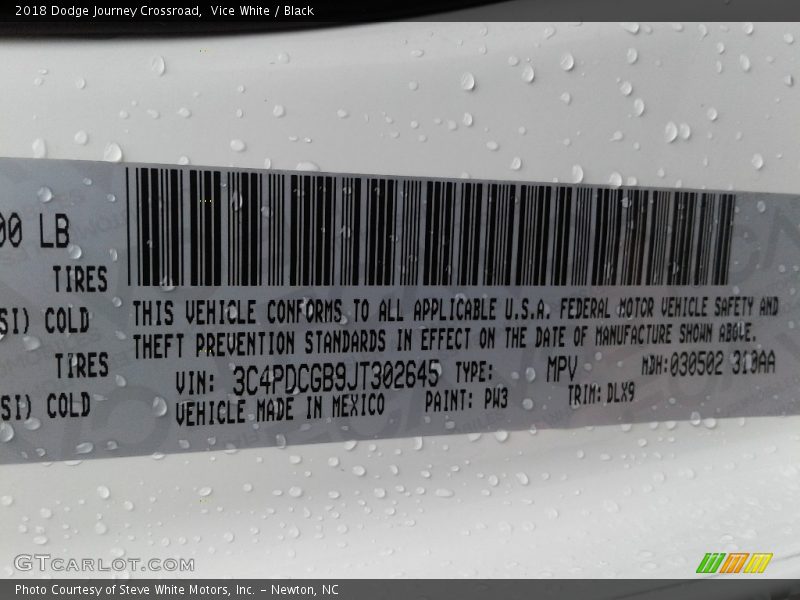 2018 Dodge Journey Crossroad, Vice White / Black
00 LB
TIRES
SI) COLD
TIRES
SI) COLD
THIS VEHICLE CONFORMS TO ALL APPLICABLE U.S.A. FEDERAL MOTOR VEHICLE SAFETY AND
THEFT PREVENTION STANDARDS IN EFFECT ON THE DATE OF MANUFACTURE SHOWN ABOVE.
VIN: 3C4PDCGB9JT302645 TYPE: MPV MDH:030502 310AA
VEHICLE MADE IN MEXICO PAINT: PW3 TRIM: DLX9
GTCARLOT.COM
Photo Courtesy of Steve White Motors, Inc. – Newton, NC